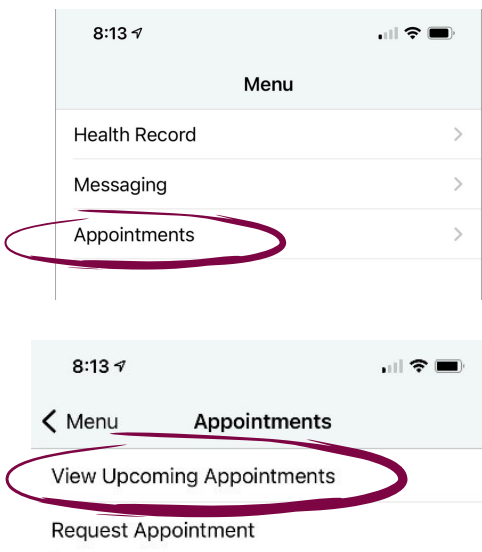 8:13
Menu
Health Record
Messaging
Appointments
8:13
Menu Appointments
View Upcoming Appointments
Request Appointment